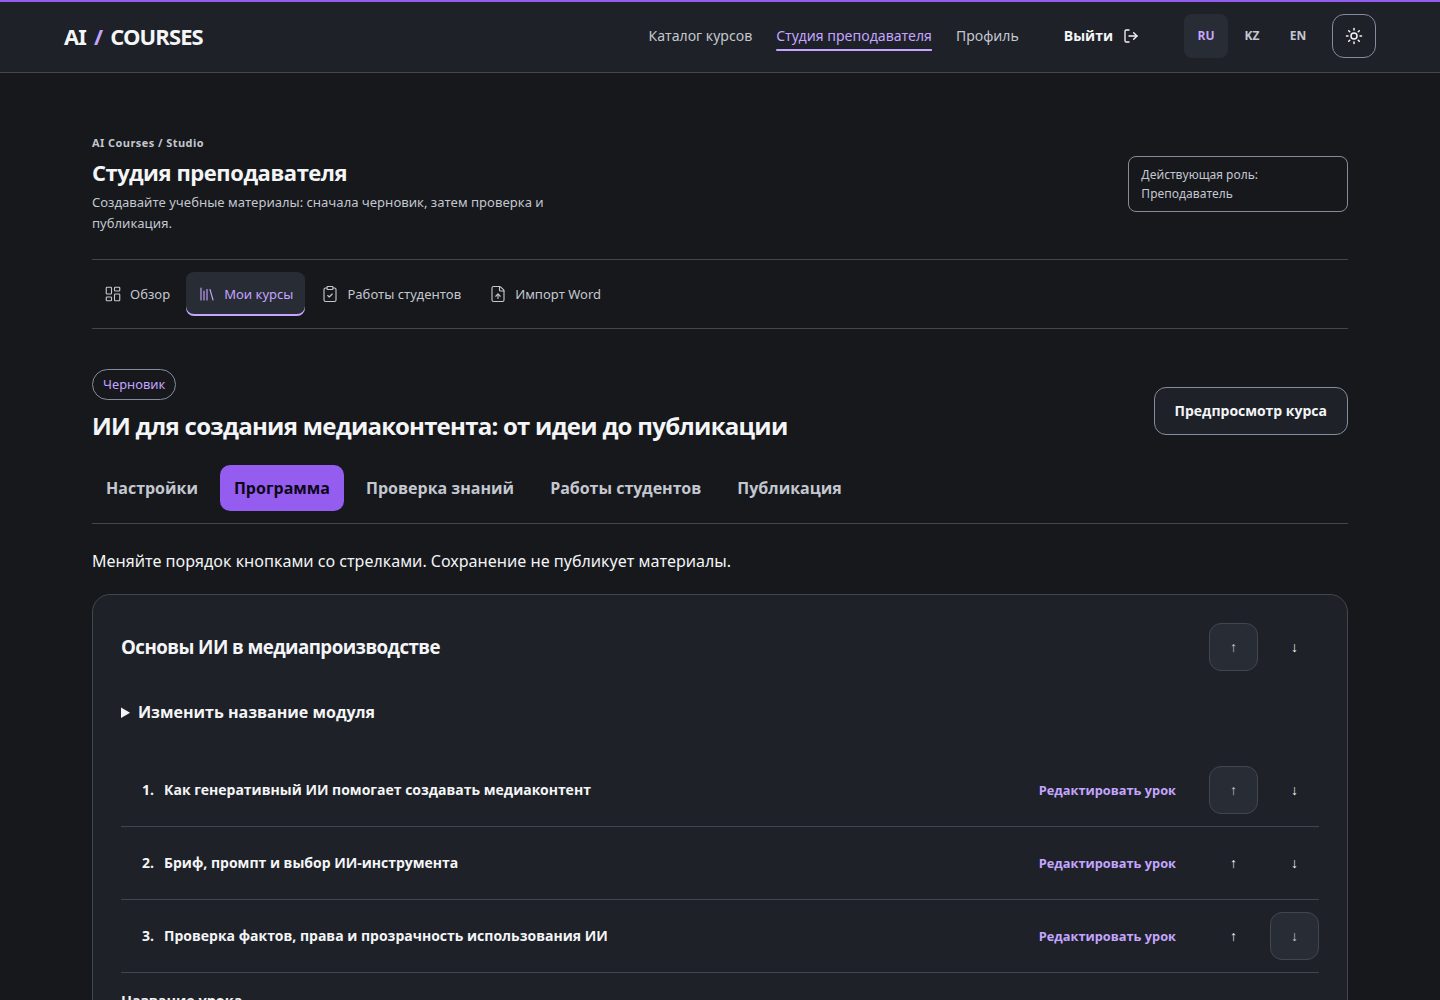 AI / COURSES
Каталог курсов
Студия преподавателя
Профиль
Выйти
RU
KZ
EN
AI Courses / Studio
Студия преподавателя
Создавайте учебные материалы: сначала черновик, затем проверка и
публикация.
Действующая роль:
Преподаватель
Обзор
Мои курсы
Работы студентов
Импорт Word
Черновик
ИИ для создания медиаконтента: от идеи до публикации
Предпросмотр курса
Настройки
Программа
Проверка знаний
Работы студентов
Публикация
Меняйте порядок кнопками со стрелками. Сохранение не публикует материалы.
Основы ИИ в медиапроизводстве
↑ ↓
▶ Изменить название модуля
1. Как генеративный ИИ помогает создавать медиаконтент
Редактировать урок
↑ ↓
2. Бриф, промпт и выбор ИИ-инструмента
Редактировать урок
↑ ↓
3. Проверка фактов, права и прозрачность использования ИИ
Редактировать урок
↑ ↓
Название урока